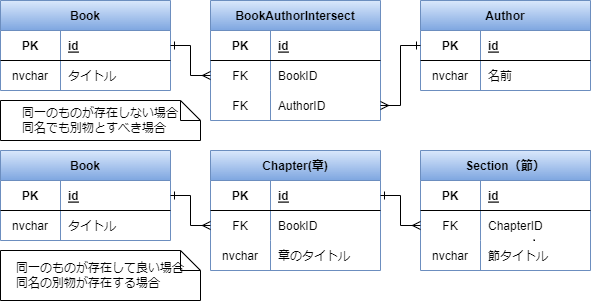 Book
PK id
nvchar タイトル
BookAuthorIntersect
PK id
FK BookID
FK AuthorID
Author
PK id
nvchar 名前
同一のものが存在しない場合
同名でも別物とすべき場合
Book
PK id
nvchar タイトル
Chapter(章)
PK id
FK BookID
nvchar 章のタイトル
Section（節）
PK id
FK ChapterID
nvchar 節タイトル
同一のものが存在して良い場合
同名の別物が存在する場合